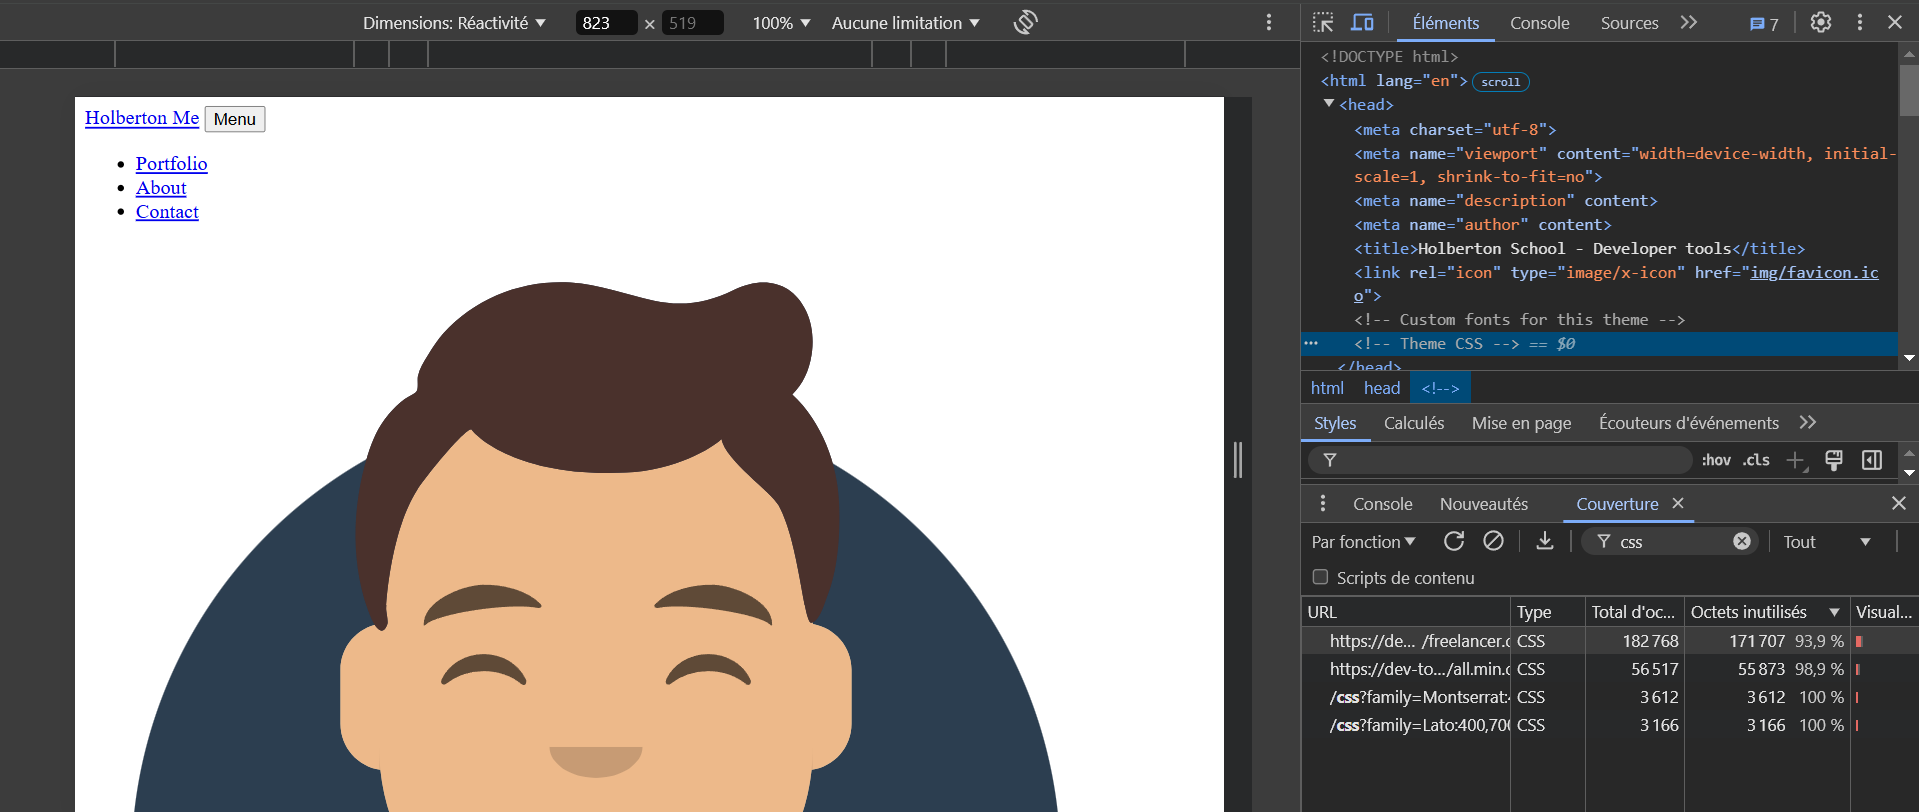 Dimensions: Réactivité ▼ 823 × 519 100% ▼ Aucune limitation ▼
Holberton Me Menu
Portfolio
About
Contact
Éléments Console Sources 7
<!DOCTYPE html>
<html lang="en"> scroll
<head>
<meta charset="utf-8">
<meta name="viewport" content="width=device-width, initial-
scale=1, shrink-to-fit=no">
<meta name="description" content>
<meta name="author" content>
<title>Holberton School - Developer tools</title>
<link rel="icon" type="image/x-icon" href="img/favicon.ic
o">
<!-- Custom fonts for this theme -->
<!-- Theme CSS --> == $0
</head>
html head <!-->
Styles Calculés Mise en page Écouteurs d'événements
:hov .cls
Console Nouveautés Couverture
Par fonction ▼ css Tout ▼
Scripts de contenu
URL Type Total d'oc... Octets inutilisés ▼ Visual...
https://de... /freelancer.c CSS 182 768 171 707 93,9 %
https://dev-to.../all.min.c CSS 56 517 55 873 98,9 %
/css?family=Montserrat:4 CSS 3 612 3 612 100 %
/css?family=Lato:400,700 CSS 3 166 3 166 100 %